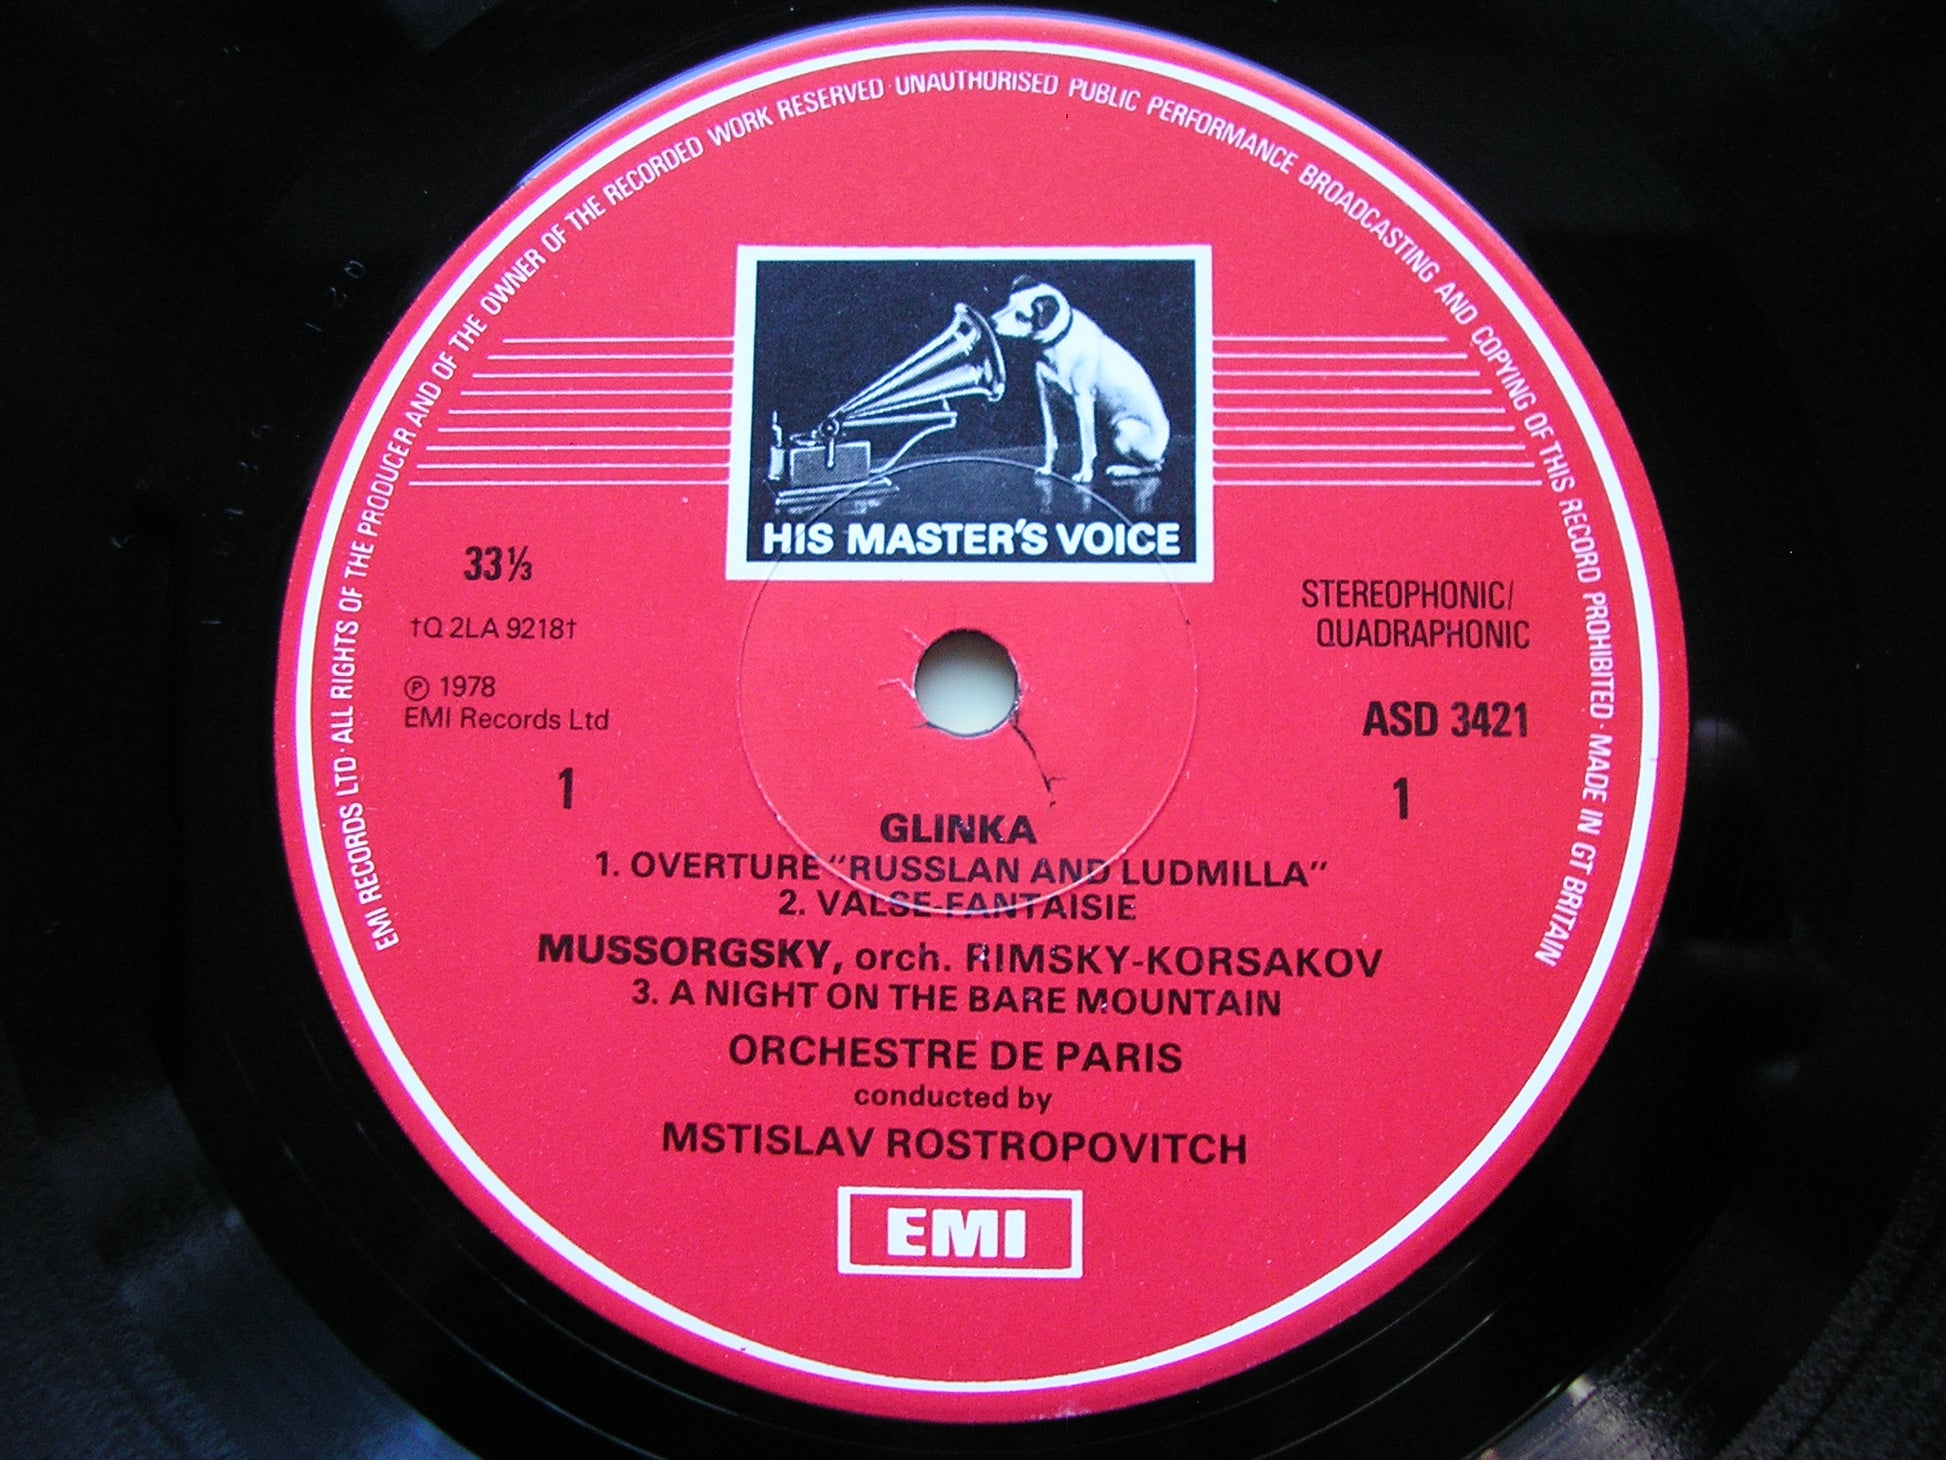 EMI RECORDS LTD · ALL RIGHTS OF THE PRODUCER AND OF THE OWNER OF THE RECORDED WORK RESERVED · UNAUTHORISED PUBLIC PERFORMANCE BROADCASTING AND COPYING OF THIS RECORD PROHIBITED · MADE IN GT BRITAIN
HIS MASTER'S VOICE
33⅓
†Q 2LA 9218†
℗ 1978
EMI Records Ltd
1
STEREOPHONIC/
QUADRAPHONIC
ASD 3421
1
GLINKA
1. OVERTURE "RUSSLAN AND LUDMILLA"
2. VALSE-FANTAISIE
MUSSORGSKY, orch. RIMSKY-KORSAKOV
3. A NIGHT ON THE BARE MOUNTAIN
ORCHESTRE DE PARIS
conducted by
MSTISLAV ROSTROPOVITCH
EMI